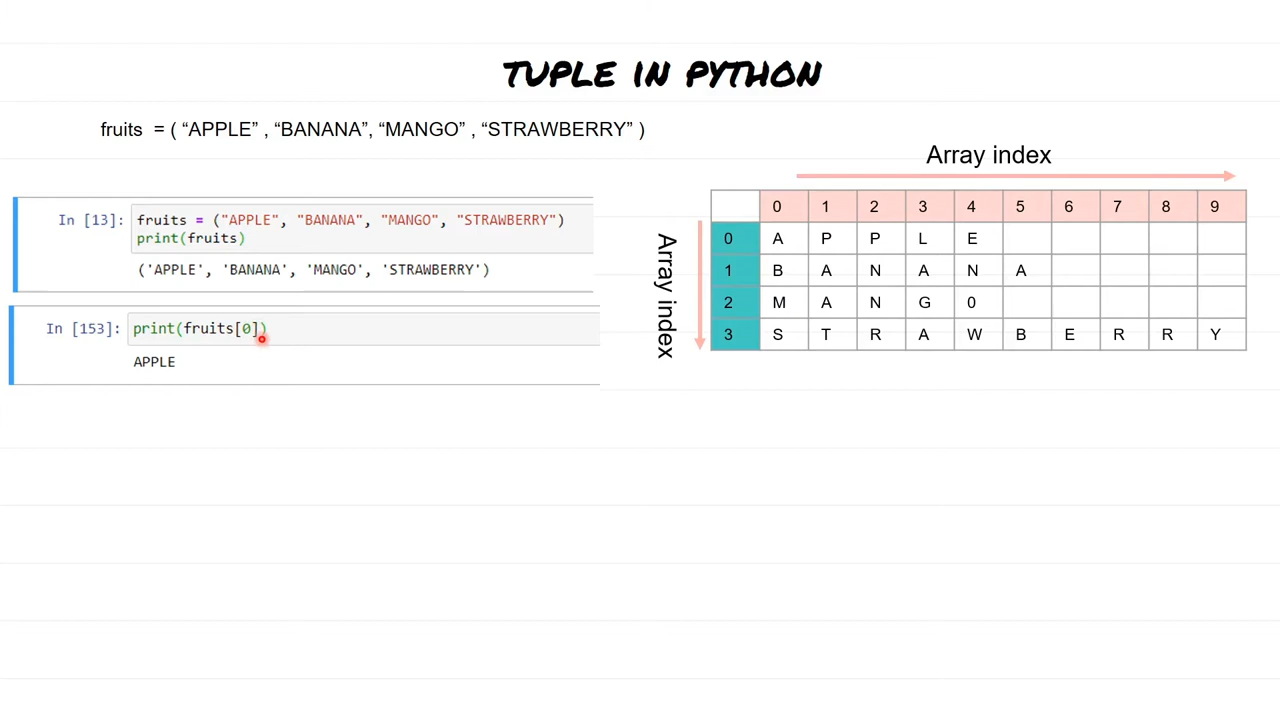 TUPLE IN PYTHON
fruits = ( “APPLE” , “BANANA”, “MANGO” , “STRAWBERRY” )
In [13]: fruits = ("APPLE", "BANANA", "MANGO", "STRAWBERRY")
print(fruits)
('APPLE', 'BANANA', 'MANGO', 'STRAWBERRY')
In [153]: print(fruits[0])
APPLE
Array index
Array index
0 1 2 3 4 5 6 7 8 9
0 A P P L E
1 B A N A N A
2 M A N G 0
3 S T R A W B E R R Y